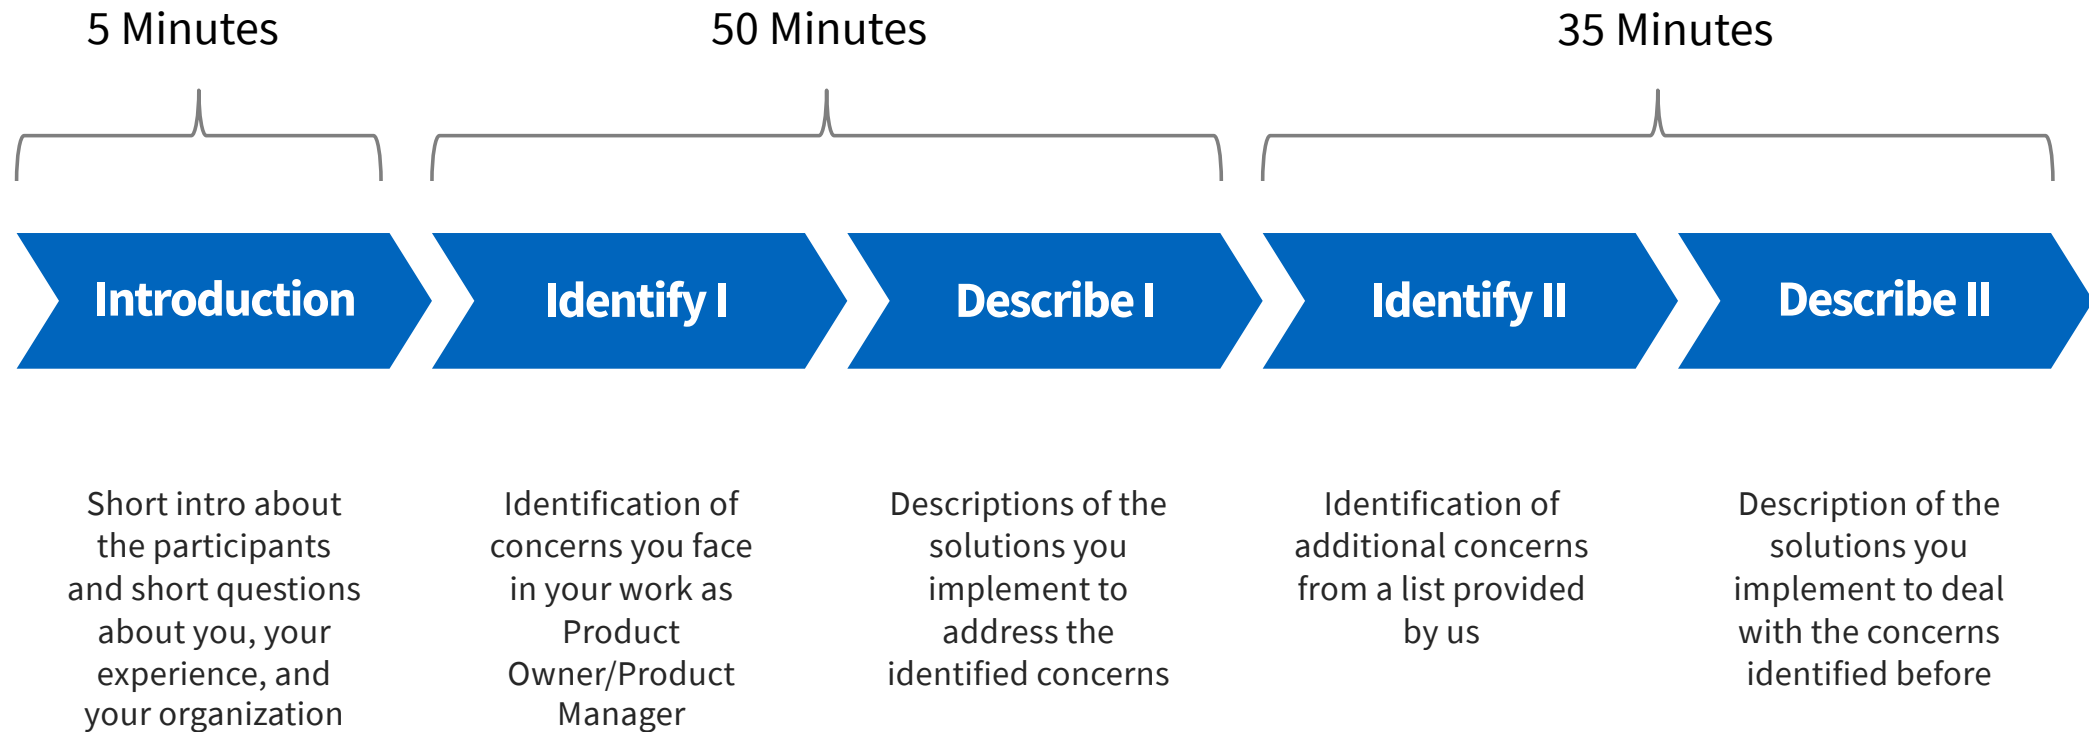 5 Minutes
50 Minutes
35 Minutes
Introduction
Identify I
Describe I
Identify II
Describe II
Short intro about
the participants
and short questions
about you, your
experience, and
your organization
Identification of
concerns you face
in your work as
Product
Owner/Product
Manager
Descriptions of the
solutions you
implement to
address the
identified concerns
Identification of
additional concerns
from a list provided
by us
Description of the
solutions you
implement to deal
with the concerns
identified before